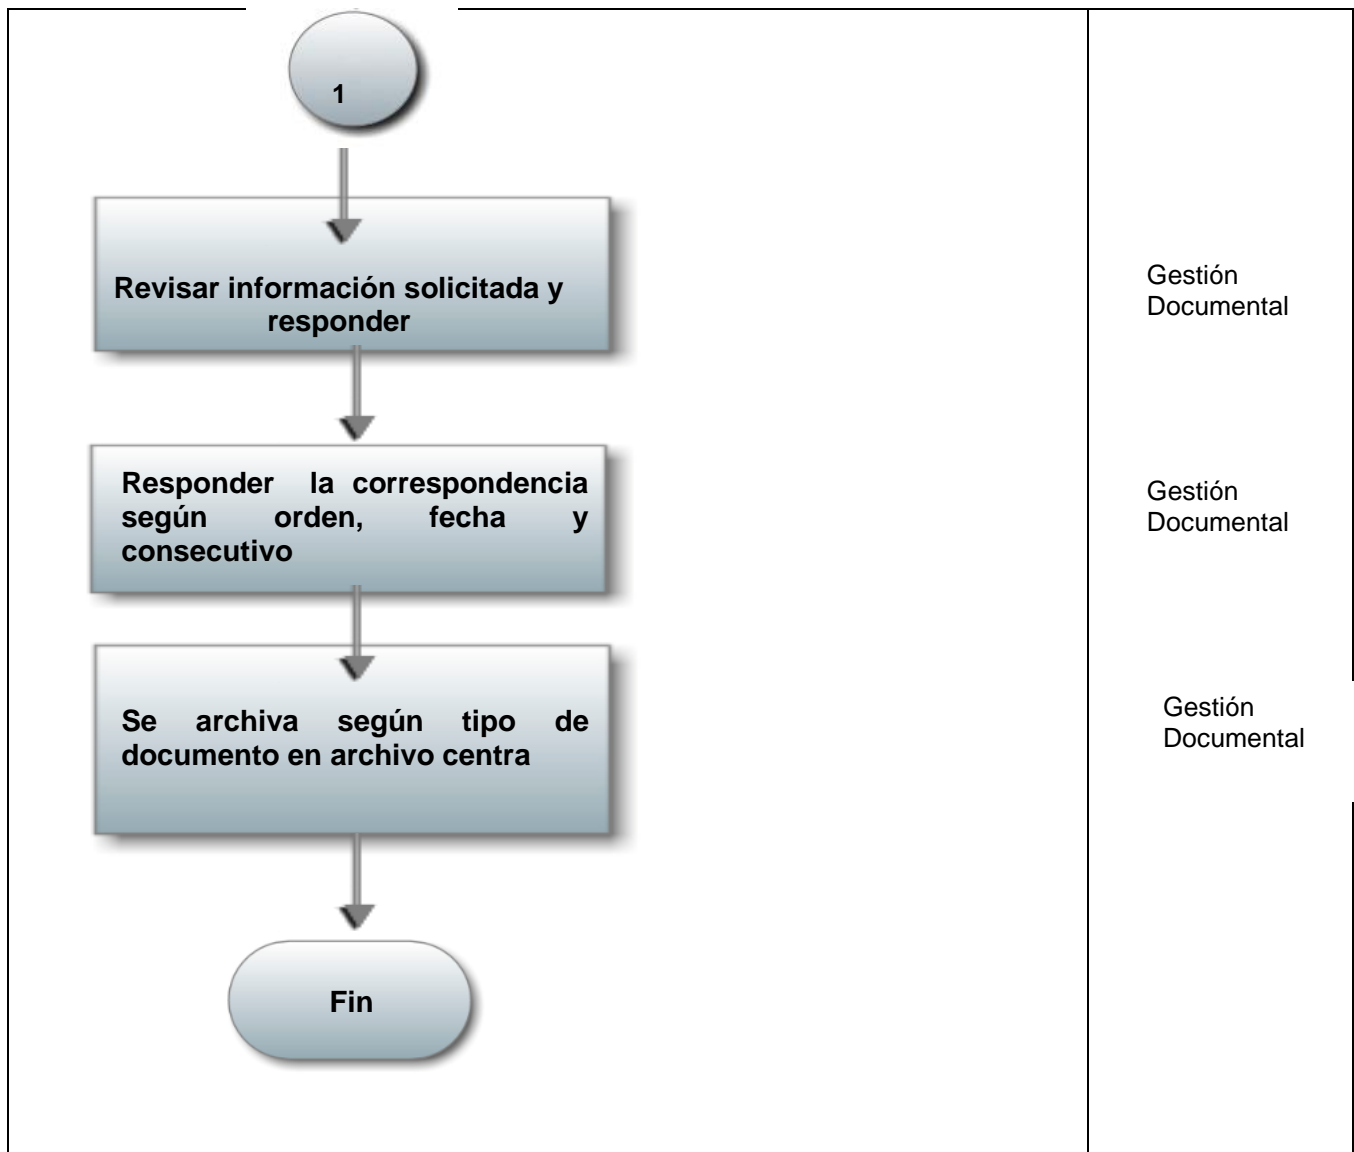 1
Revisar información solicitada y
responder
Gestión
Documental
Responder la correspondencia
según orden, fecha y
consecutivo
Gestión
Documental
Se archiva según tipo de
documento en archivo centra
Gestión
Documental
Fin